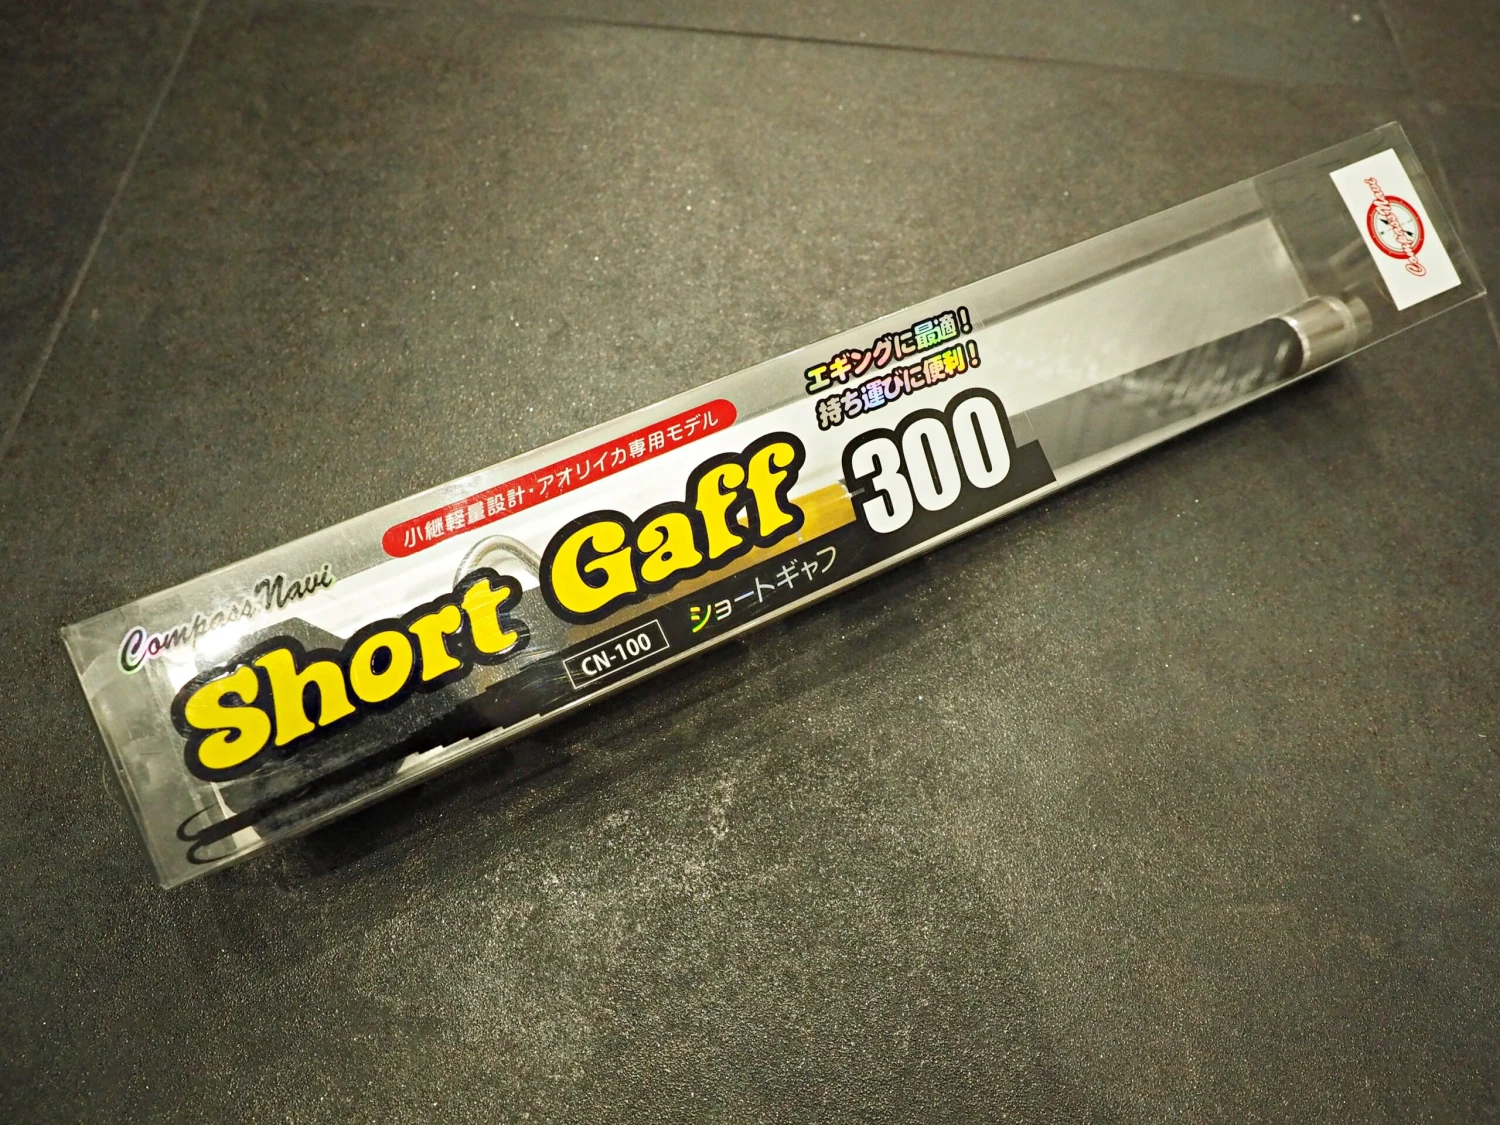 Compass Navi
小継軽量設計・アオリイカ専用モデル
エギングに最適!
持ち運びに便利!
Short Gaff 300
CN-100
ショートギャフ
Compass Navi